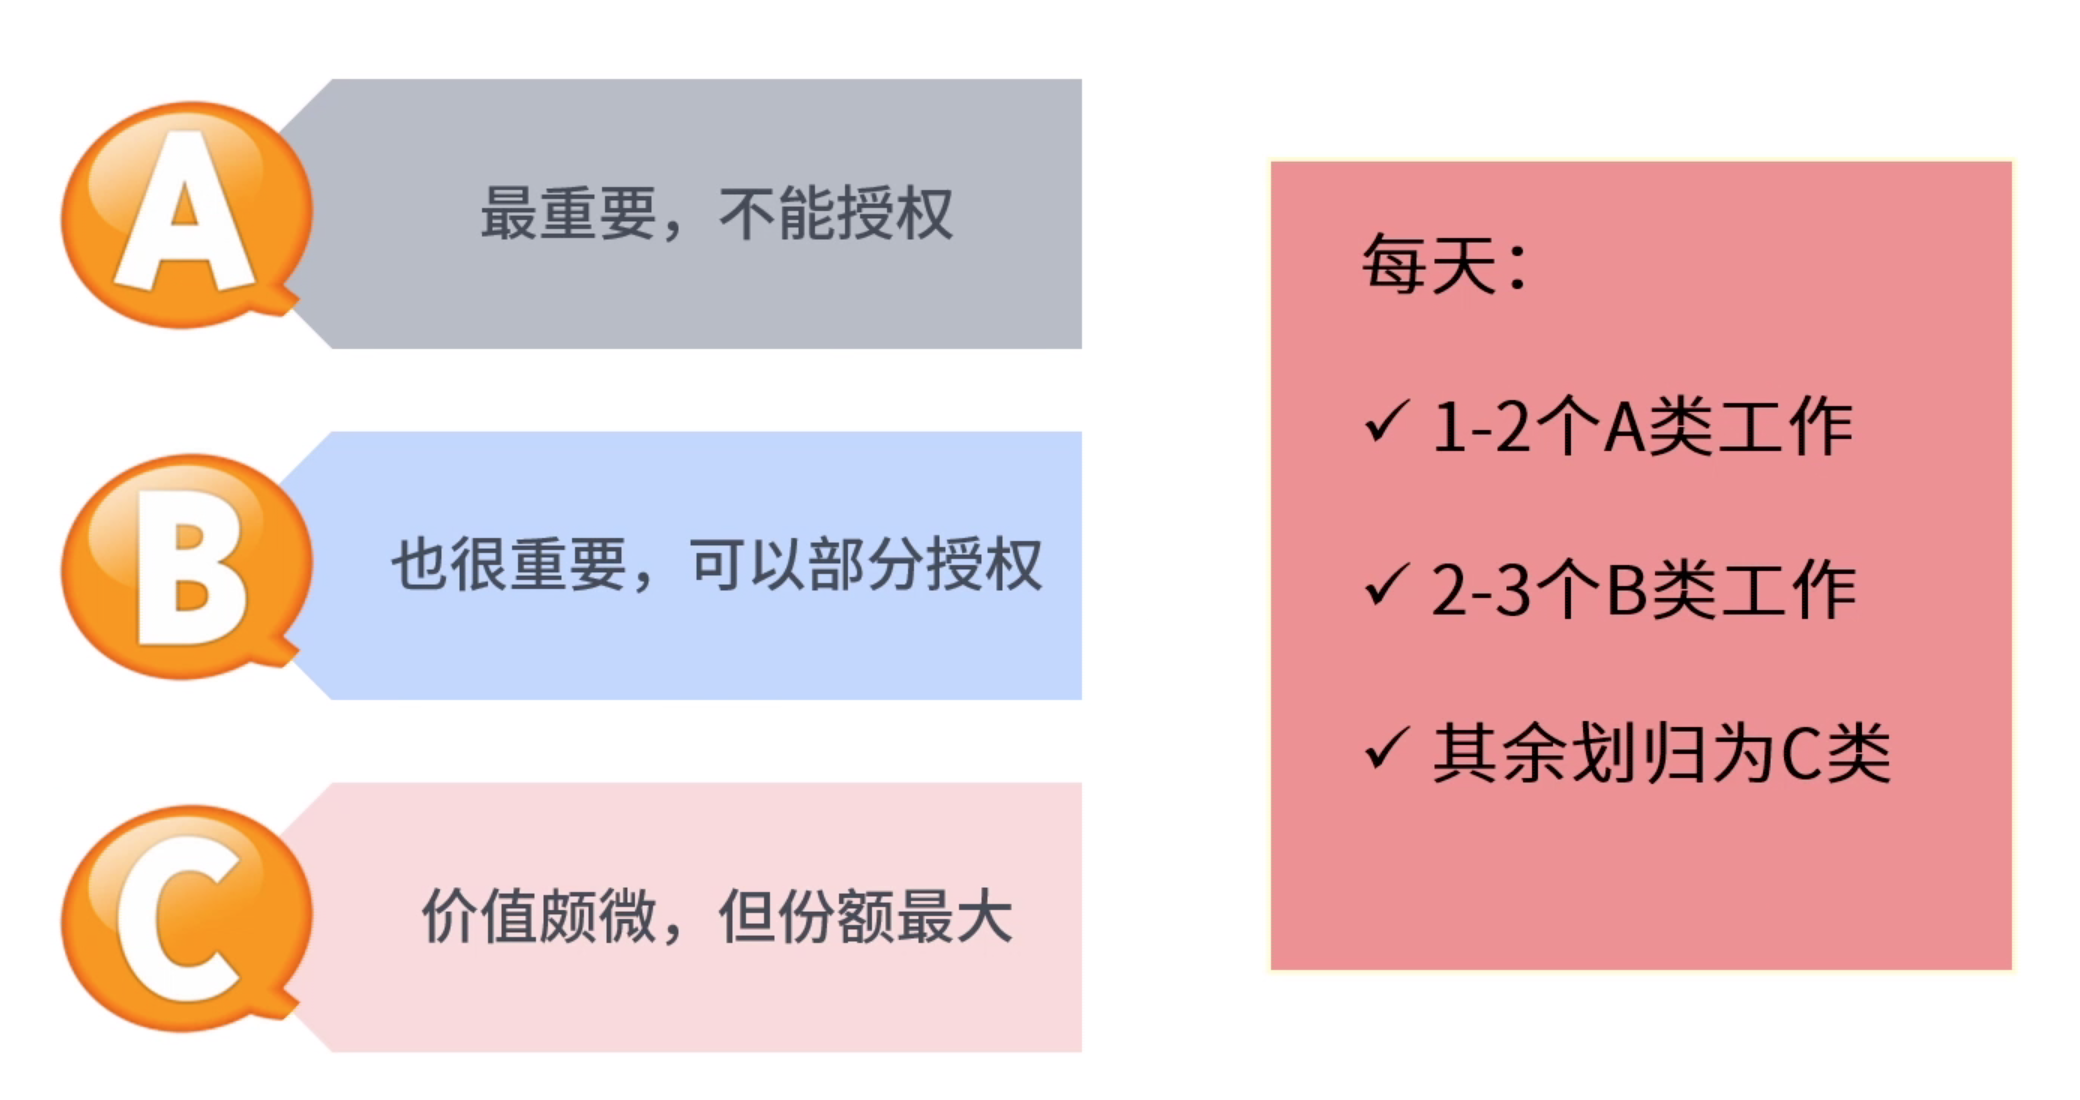 A
最重要，不能授权
B
也很重要，可以部分授权
C
价值颇微，但份额最大
每天：
✓ 1-2个A类工作
✓ 2-3个B类工作
✓ 其余划归为C类